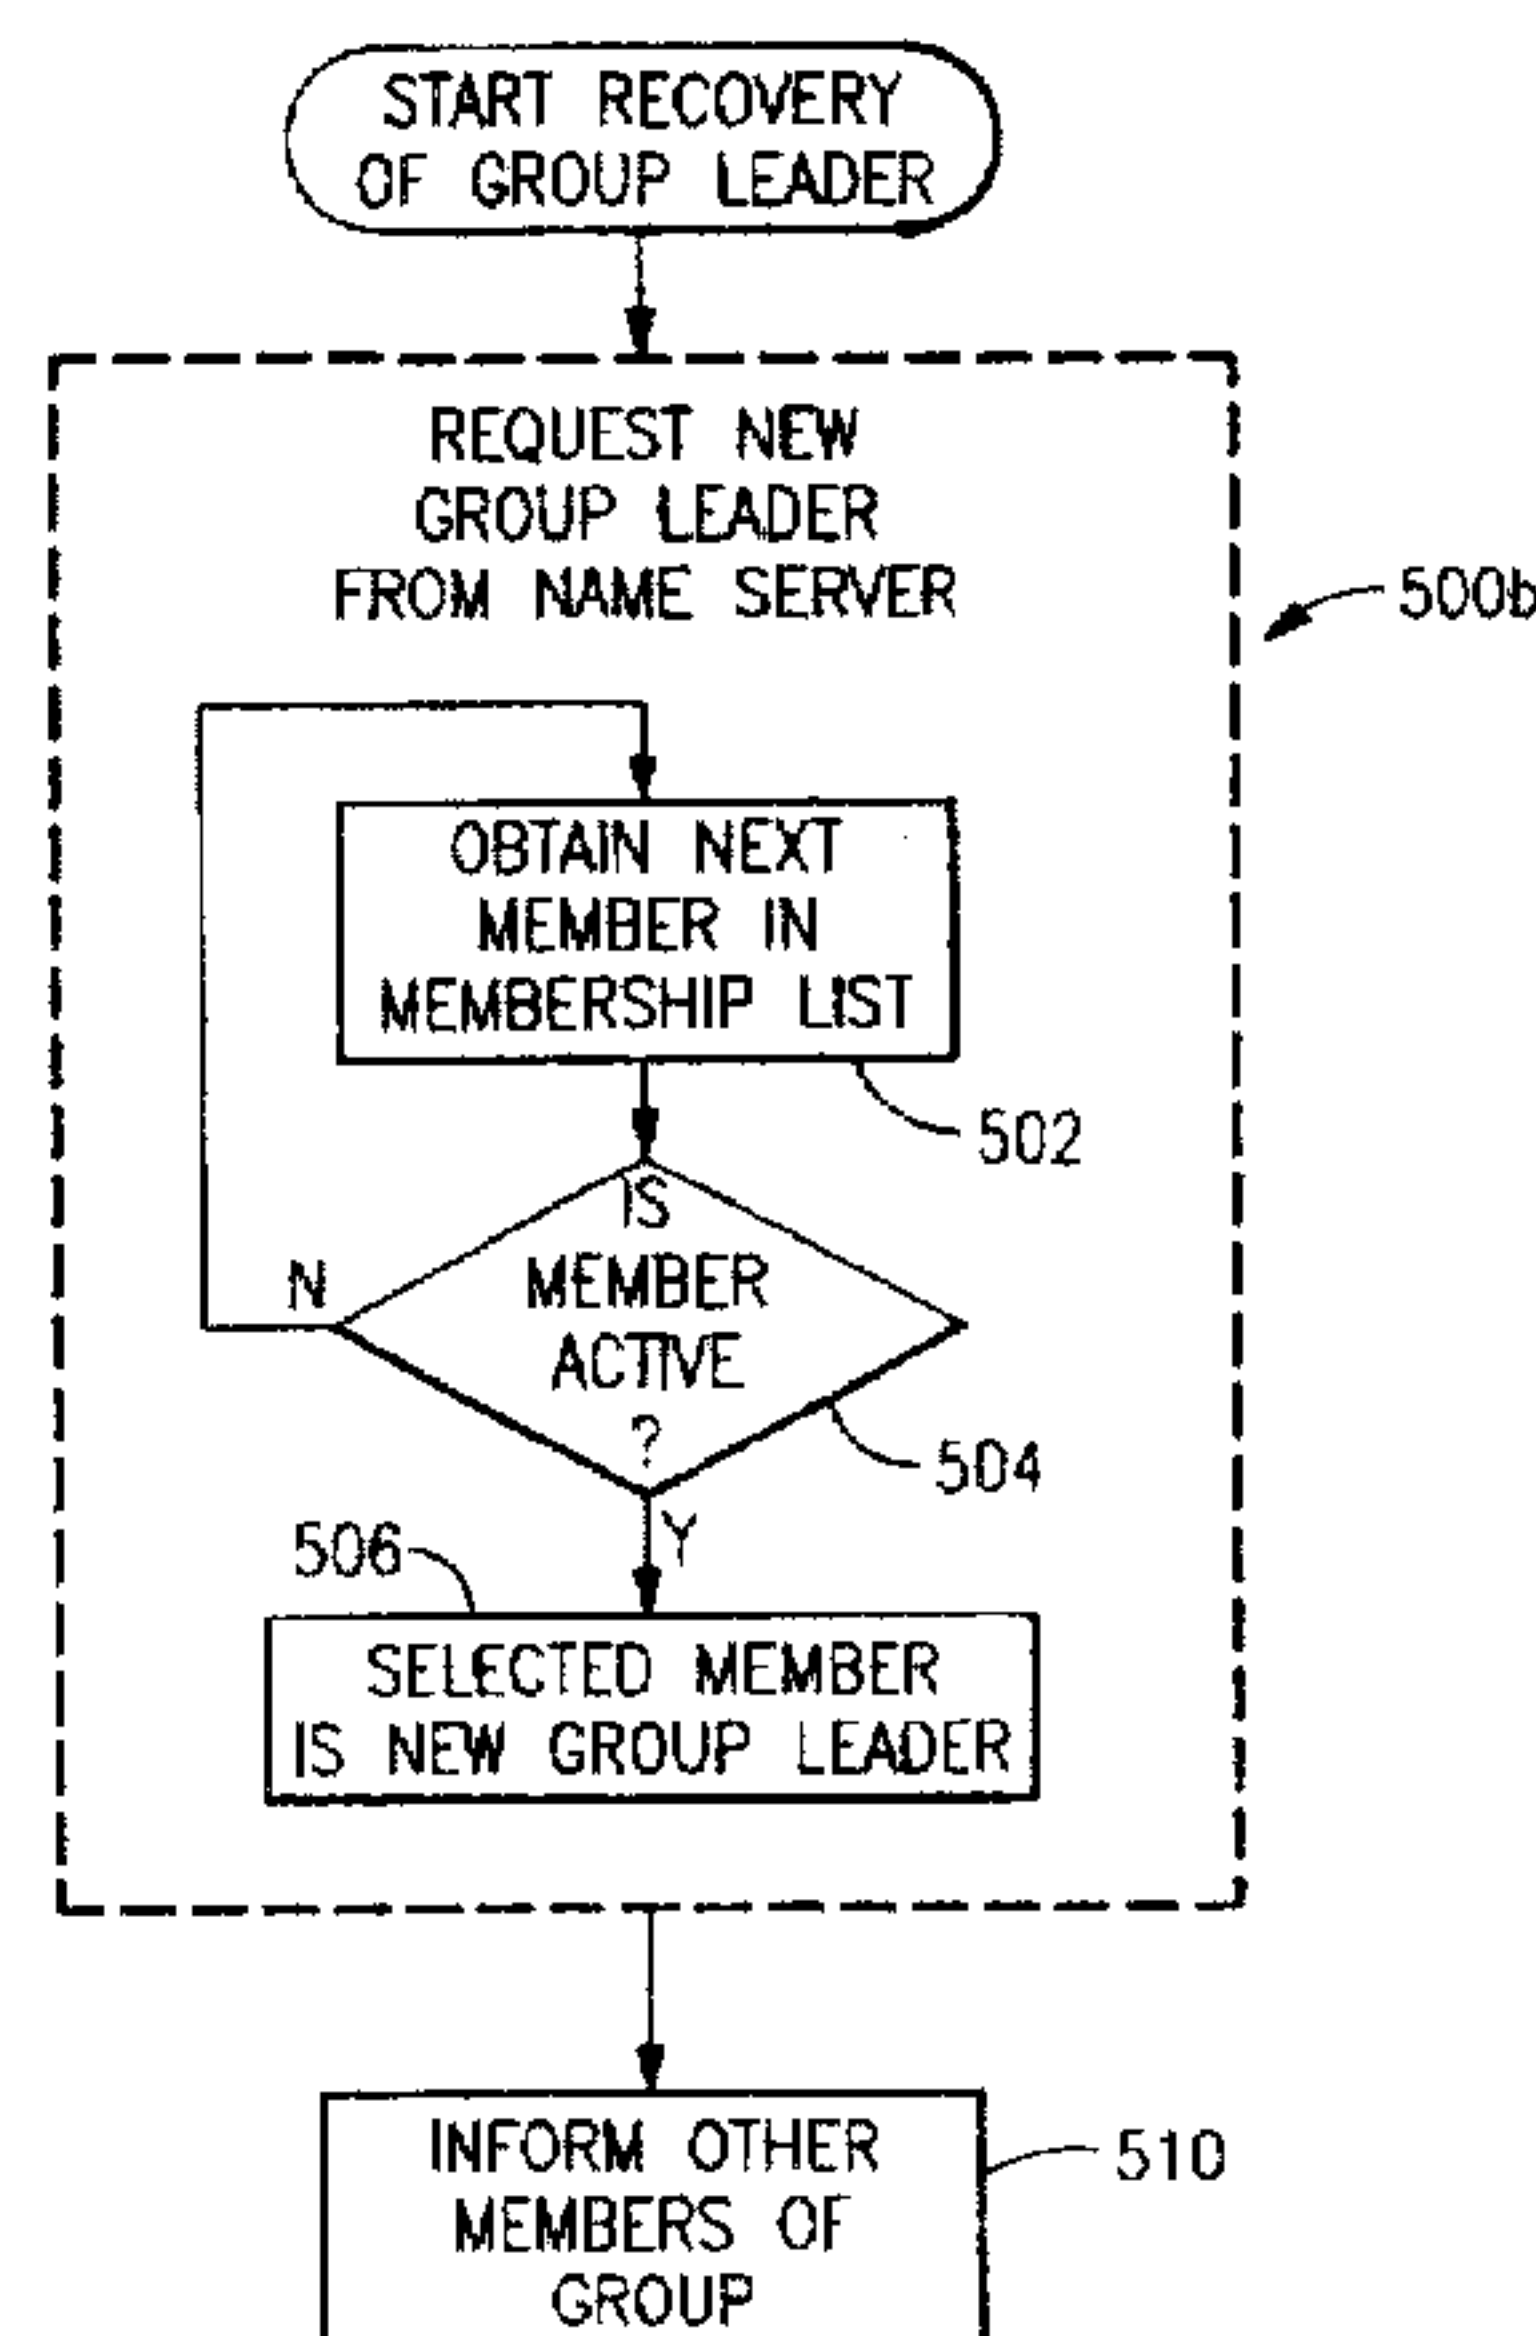 START RECOVERY
OF GROUP LEADER
REQUEST NEW
GROUP LEADER
FROM NAME SERVER
500b
OBTAIN NEXT
MEMBER IN
MEMBERSHIP LIST
502
IS
MEMBER
ACTIVE
?
N
504
Y
506
SELECTED MEMBER
IS NEW GROUP LEADER
INFORM OTHER
MEMBERS OF
GROUP
510